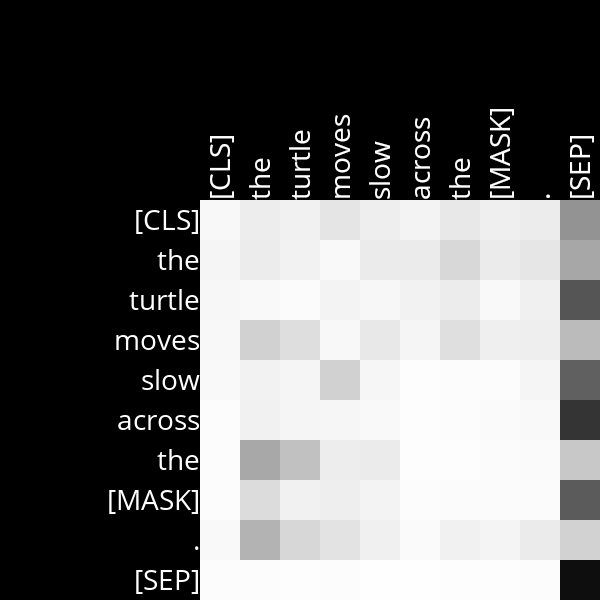 [CLS] the turtle moves slow across the [MASK] . [SEP]
[CLS]
the
turtle
moves
slow
across
the
[MASK]
.
[SEP]